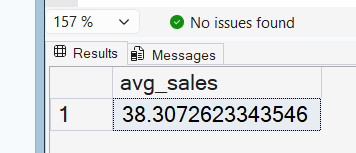 157 % No issues found
Results Messages
avg_sales
1 38.3072623343546